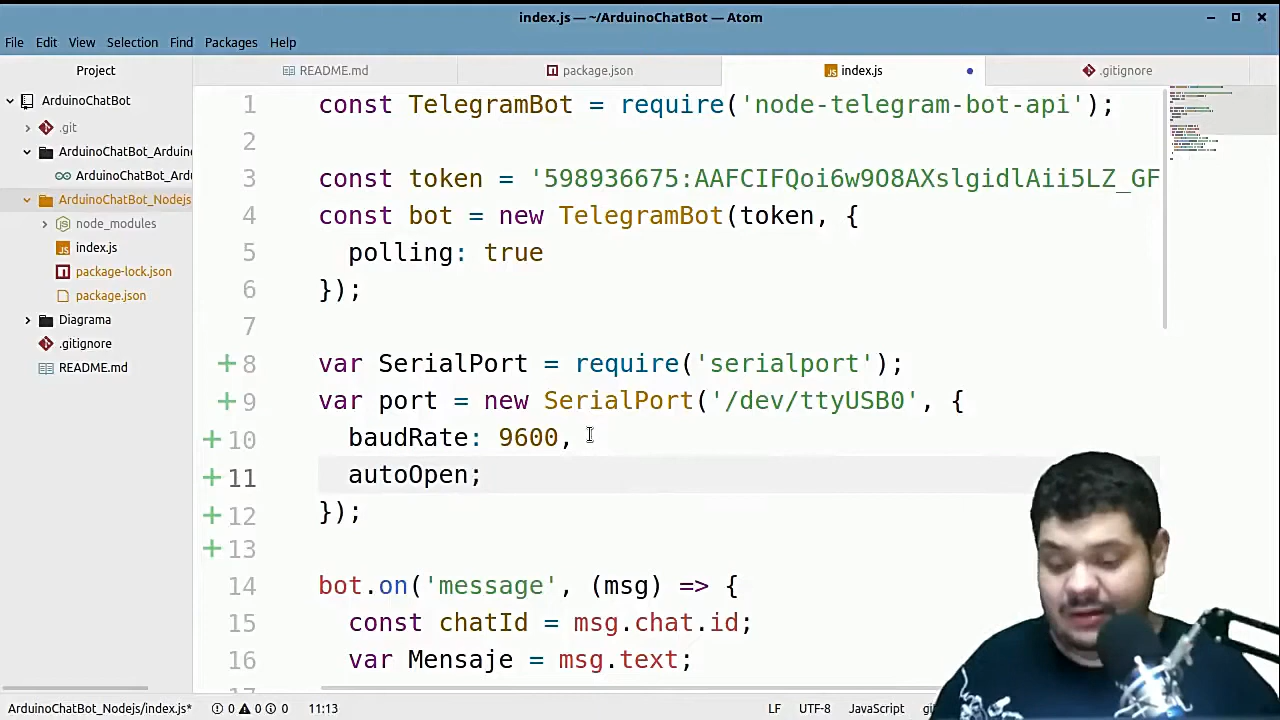 index.js — ~/ArduinoChatBot — Atom
File Edit View Selection Find Packages Help
Project
README.md
package.json
index.js
.gitignore
ArduinoChatBot
.git
ArduinoChatBot_Arduin
ArduinoChatBot_Ard
ArduinoChatBot_Nodejs
node_modules
index.js
package-lock.json
package.json
Diagrama
.gitignore
README.md
1 const TelegramBot = require('node-telegram-bot-api');
2
3 const token = '598936675:AAFCIFQoi6w9O8AXslgidlAii5LZ_GF
4 const bot = new TelegramBot(token, {
5 polling: true
6 });
7
+8 var SerialPort = require('serialport');
+9 var port = new SerialPort('/dev/ttyUSB0', {
+10 baudRate: 9600,
+11 autoOpen;
+12 });
+13
14 bot.on('message', (msg) => {
15 const chatId = msg.chat.id;
16 var Mensaje = msg.text;
ArduinoChatBot_Nodejs/index.js* 0 0 0 11:13
LF UTF-8 JavaScript